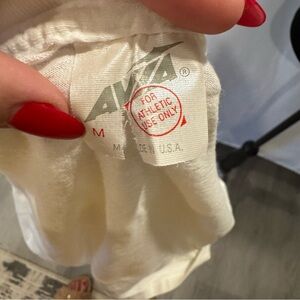 AVIA®
FOR
ATHLETIC
USE ONLY
M
MADE IN U.S.A.